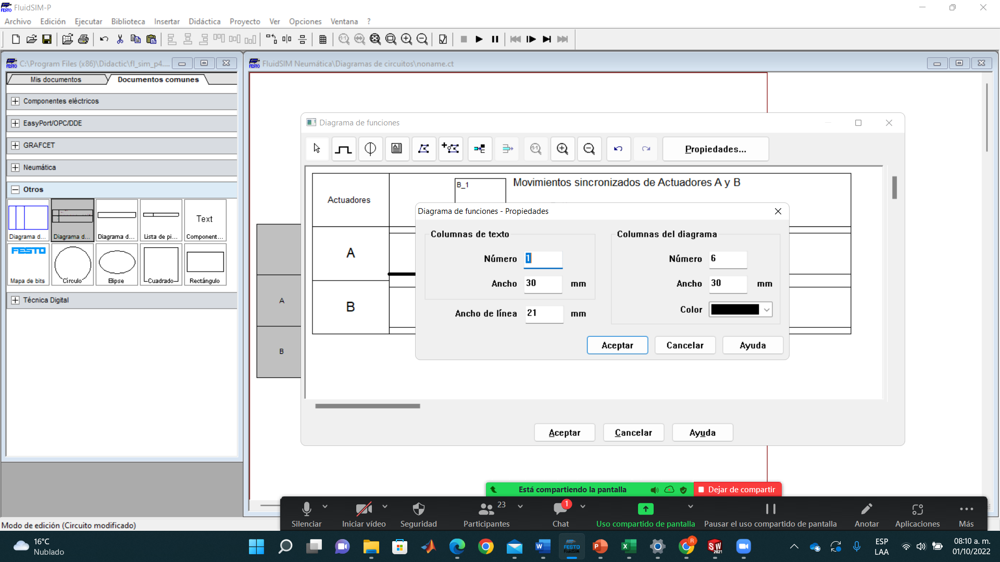 FluidSIM-P
Archivo Edición Ejecutar Biblioteca Insertar Didáctica Proyecto Ver Opciones Ventana ?
C:\Program Files (x86)\Didactic\fl_sim_p4....
FluidSIM Neumática\Diagramas de circuitos\noname.ct
Mis documentos
Documentos comunes
Componentes eléctricos
EasyPort/OPC/DDE
GRAFCET
Neumática
Otros
Diagrama d...
Diagrama d...
Diagrama d...
Lista de pi...
Text
Component...
FESTO
Mapa de bits
Círculo
Elipse
Cuadrado
Rectángulo
Técnica Digital
A
B
Diagrama de funciones
Propiedades...
Actuadores
B_1
Movimientos sincronizados de Actuadores A y B
A
B
Diagrama de funciones - Propiedades
Columnas de texto
Número 1
Ancho 30 mm
Ancho de línea 21 mm
Columnas del diagrama
Número 6
Ancho 30 mm
Color
Aceptar Cancelar Ayuda
Aceptar Cancelar Ayuda
Está compartiendo la pantalla
Dejar de compartir
Silenciar
Iniciar vídeo
Seguridad
23
Participantes
1
Chat
Uso compartido de pantalla
Pausar el uso compartido de pantalla
Anotar
Aplicaciones
Más
Modo de edición (Circuito modificado)
16°C
Nublado
ESP
LAA
08:10 a. m.
01/10/2022